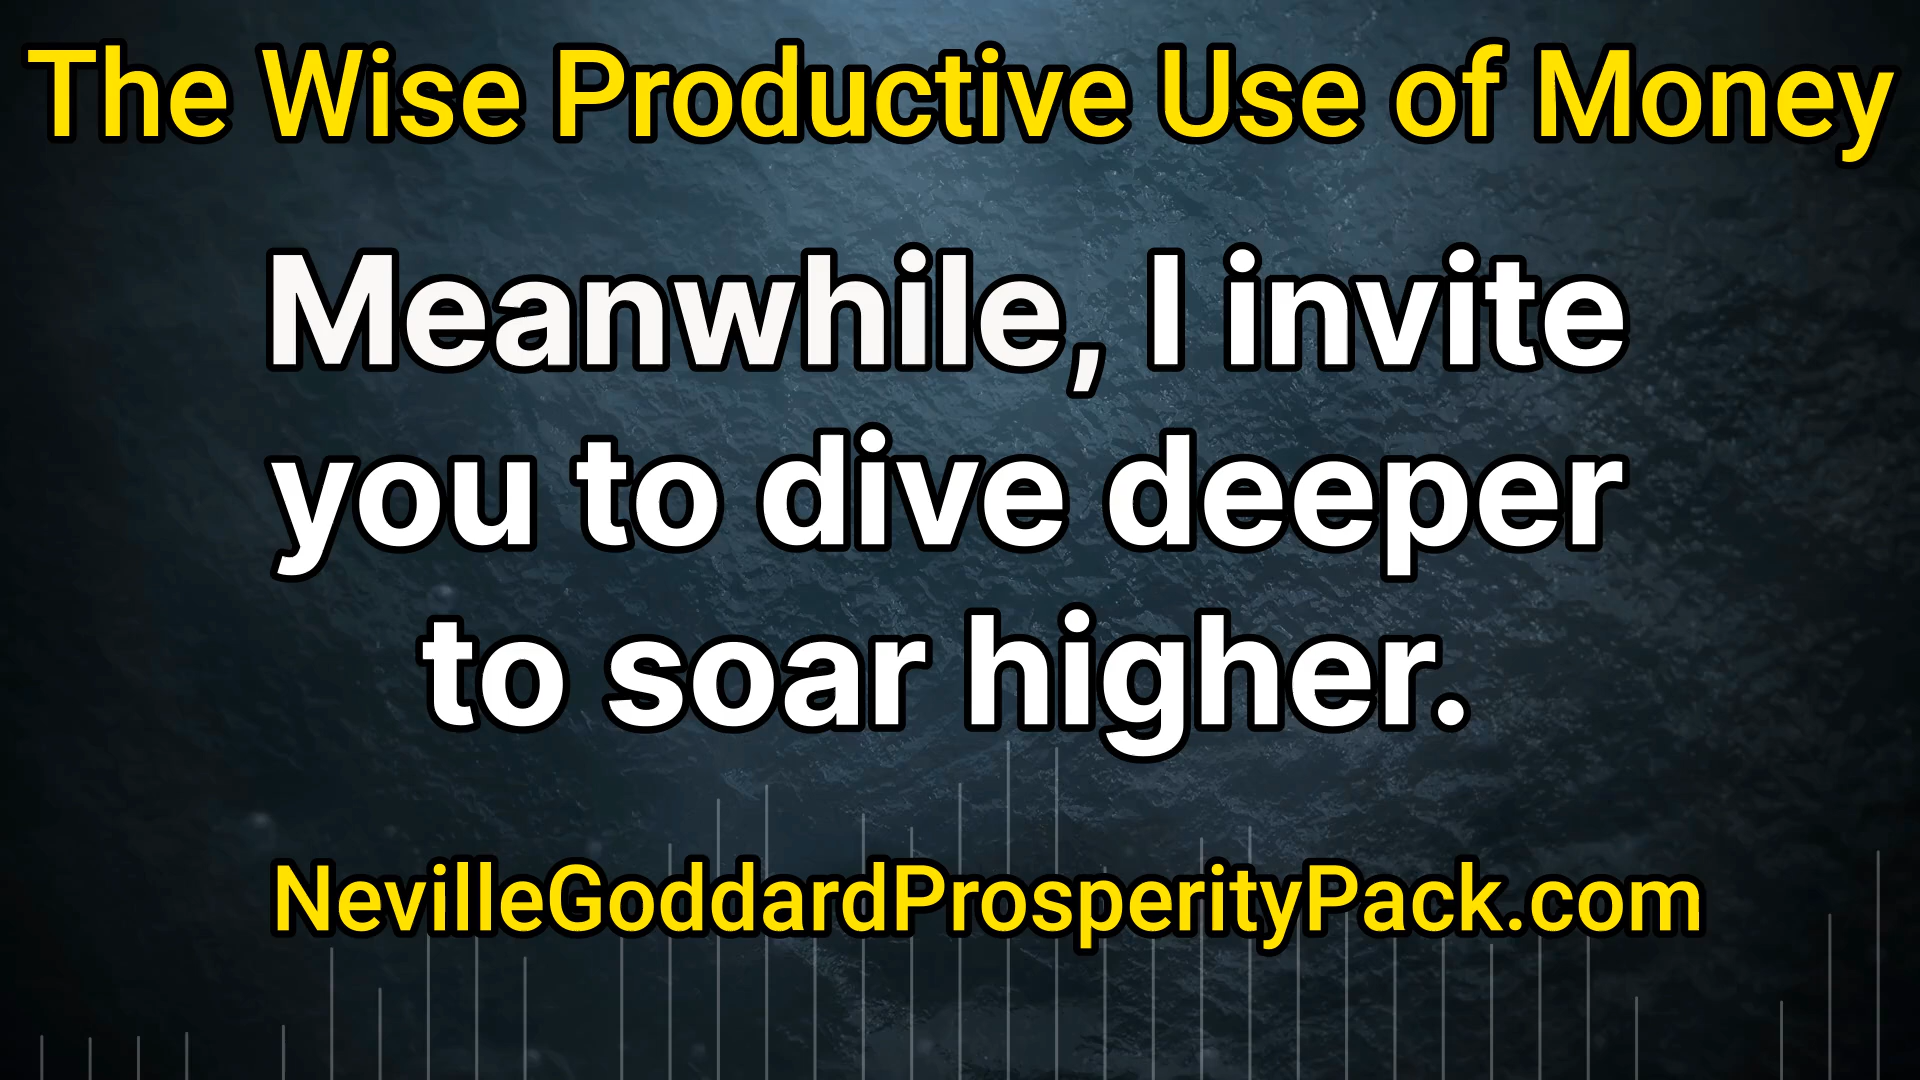 The Wise Productive Use of Money
Meanwhile, I invite
you to dive deeper
to soar higher.
NevilleGoddardProsperityPack.com